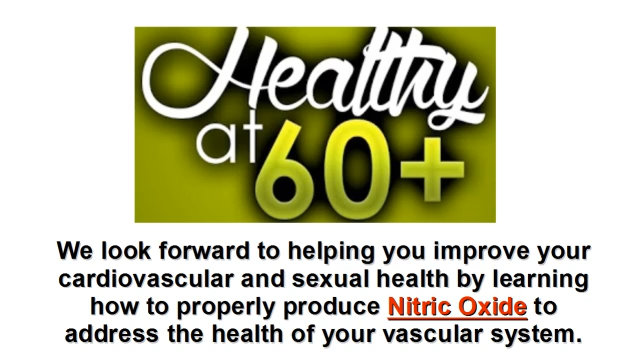 Healthy
at 60+
We look forward to helping you improve your
cardiovascular and sexual health by learning
how to properly produce Nitric Oxide to
address the health of your vascular system.